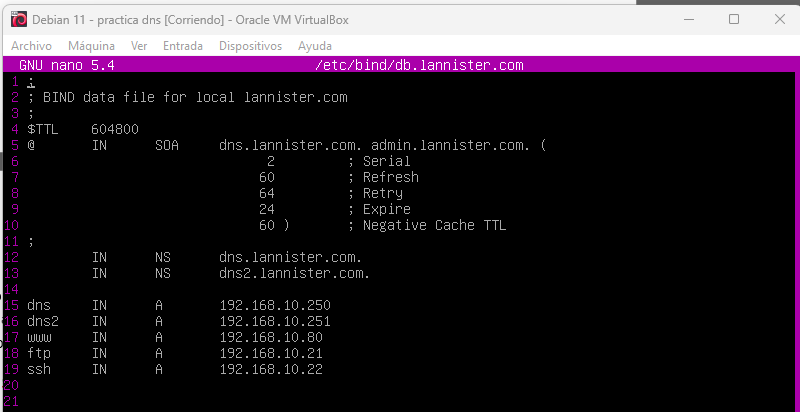 Debian 11 - practica dns [Corriendo] - Oracle VM VirtualBox
Archivo Máquina Ver Entrada Dispositivos Ayuda
GNU nano 5.4 /etc/bind/db.lannister.com
1 ;
2 ; BIND data file for local lannister.com
3 ;
4 $TTL 604800
5 @ IN SOA dns.lannister.com. admin.lannister.com. (
6 2 ; Serial
7 60 ; Refresh
8 64 ; Retry
9 24 ; Expire
10 60 ) ; Negative Cache TTL
11 ;
12 IN NS dns.lannister.com.
13 IN NS dns2.lannister.com.
14
15 dns IN A 192.168.10.250
16 dns2 IN A 192.168.10.251
17 www IN A 192.168.10.80
18 ftp IN A 192.168.10.21
19 ssh IN A 192.168.10.22
20
21